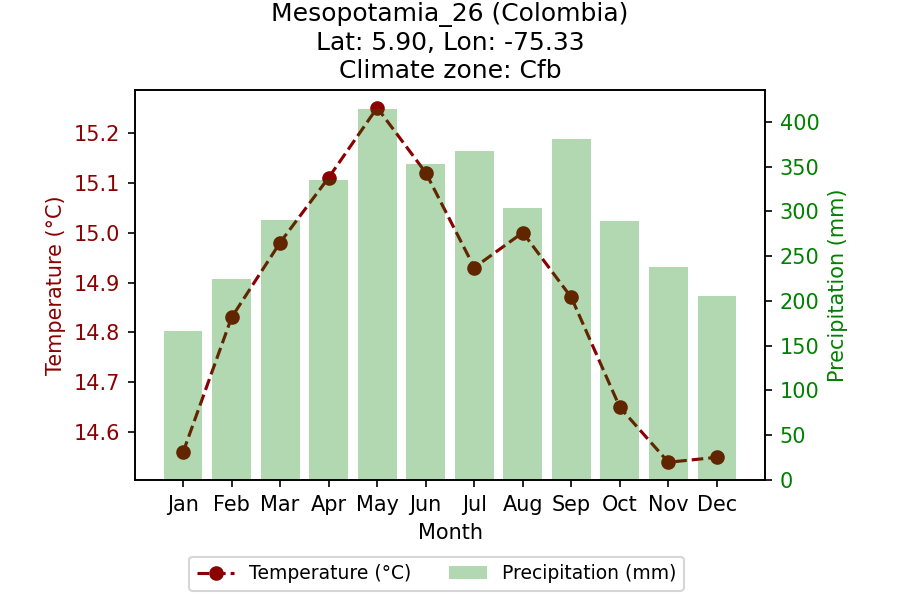 Mesopotamia_26 (Colombia)
Lat: 5.90, Lon: -75.33
Climate zone: Cfb
15.2
15.1
15.0
14.9
14.8
14.7
14.6
Temperature (°C)
400
350
300
250
200
150
100
50
0
Precipitation (mm)
Jan Feb Mar Apr May Jun Jul Aug Sep Oct Nov Dec
Month
Temperature (°C) Precipitation (mm)